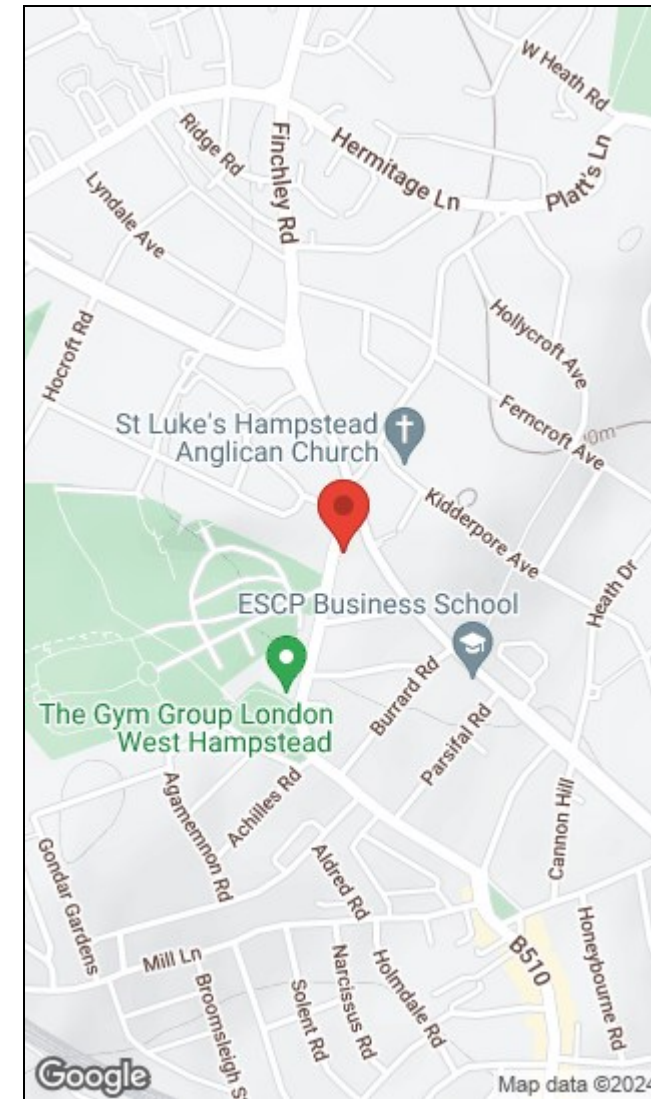 W Heath Rd
Ridge Rd
Finchley Rd
Hermitage Ln
Platt's Ln
Lyndale Ave
Hocroft Rd
Hollycroft Ave
St Luke's Hampstead
Anglican Church
Ferncroft Ave
0m
Kidderpore Ave
ESCP Business School
Heath Dr
The Gym Group London
West Hampstead
Burrard Rd
Parsifal Rd
Achilles Rd
Agamemnon Rd
Cannon Hill
Gondar Gardens
Aldred Rd
Mill Ln
B510
Honeybourne Rd
Broomsleigh S
Solent Rd
Narcissus Rd
Holmdale Rd
Google
Map data ©2024